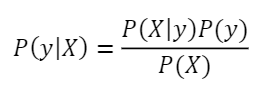 P(y|X) = P(X|y)P(y) / P(X)